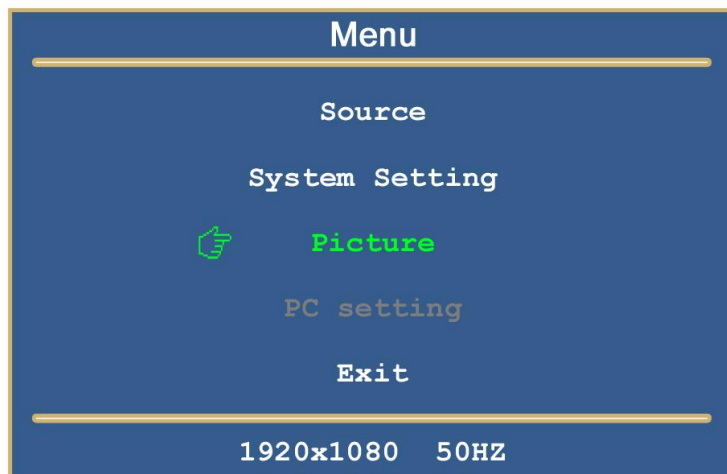 Menu
Source
System Setting
Picture
PC setting
Exit
1920x1080 50HZ